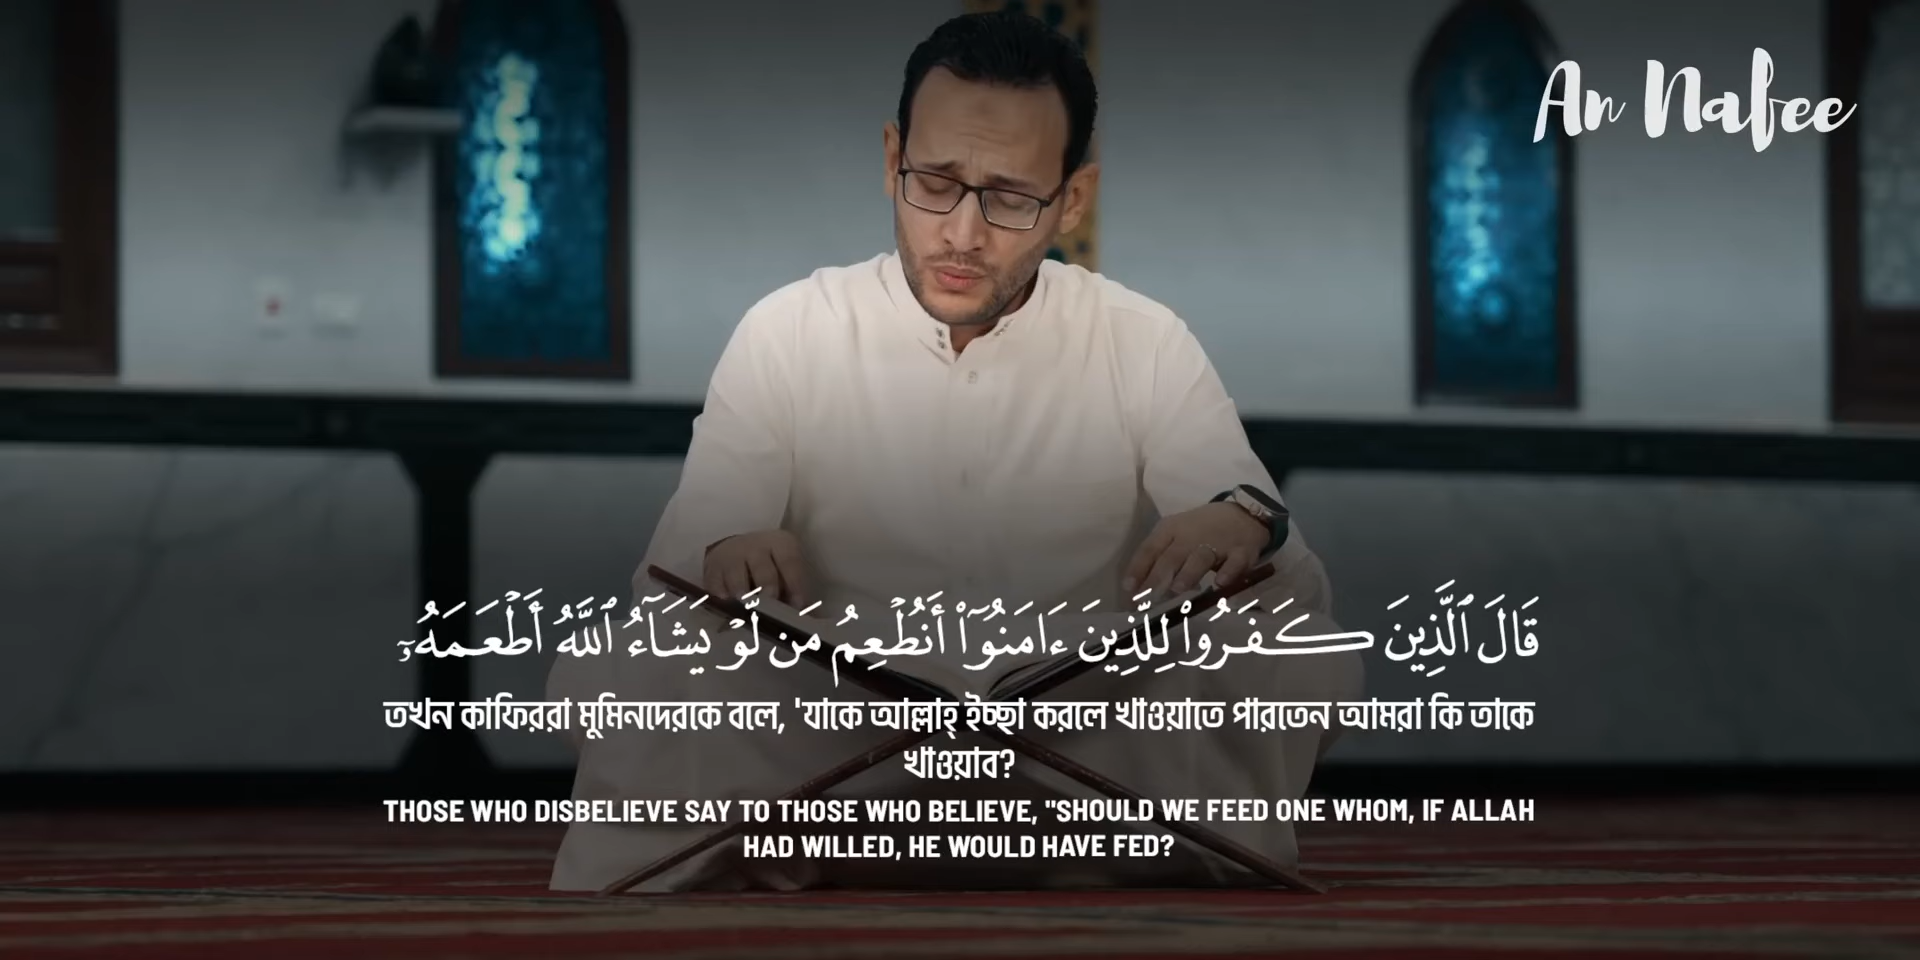 An Nafee
قَالَ ٱلَّذِينَ كَفَرُوا۟ لِلَّذِينَ ءَامَنُوٓا۟ أَنُطْعِمُ مَن لَّوْ يَشَآءُ ٱللَّهُ أَطْعَمَهُۥٓ
তখন কাফিররা মুমিনদেরকে বলে, 'যাকে আল্লাহ্ ইচ্ছা করলে খাওয়াতে পারতেন আমরা কি তাকে
খাওয়াব?
THOSE WHO DISBELIEVE SAY TO THOSE WHO BELIEVE, "SHOULD WE FEED ONE WHOM, IF ALLAH
HAD WILLED, HE WOULD HAVE FED?